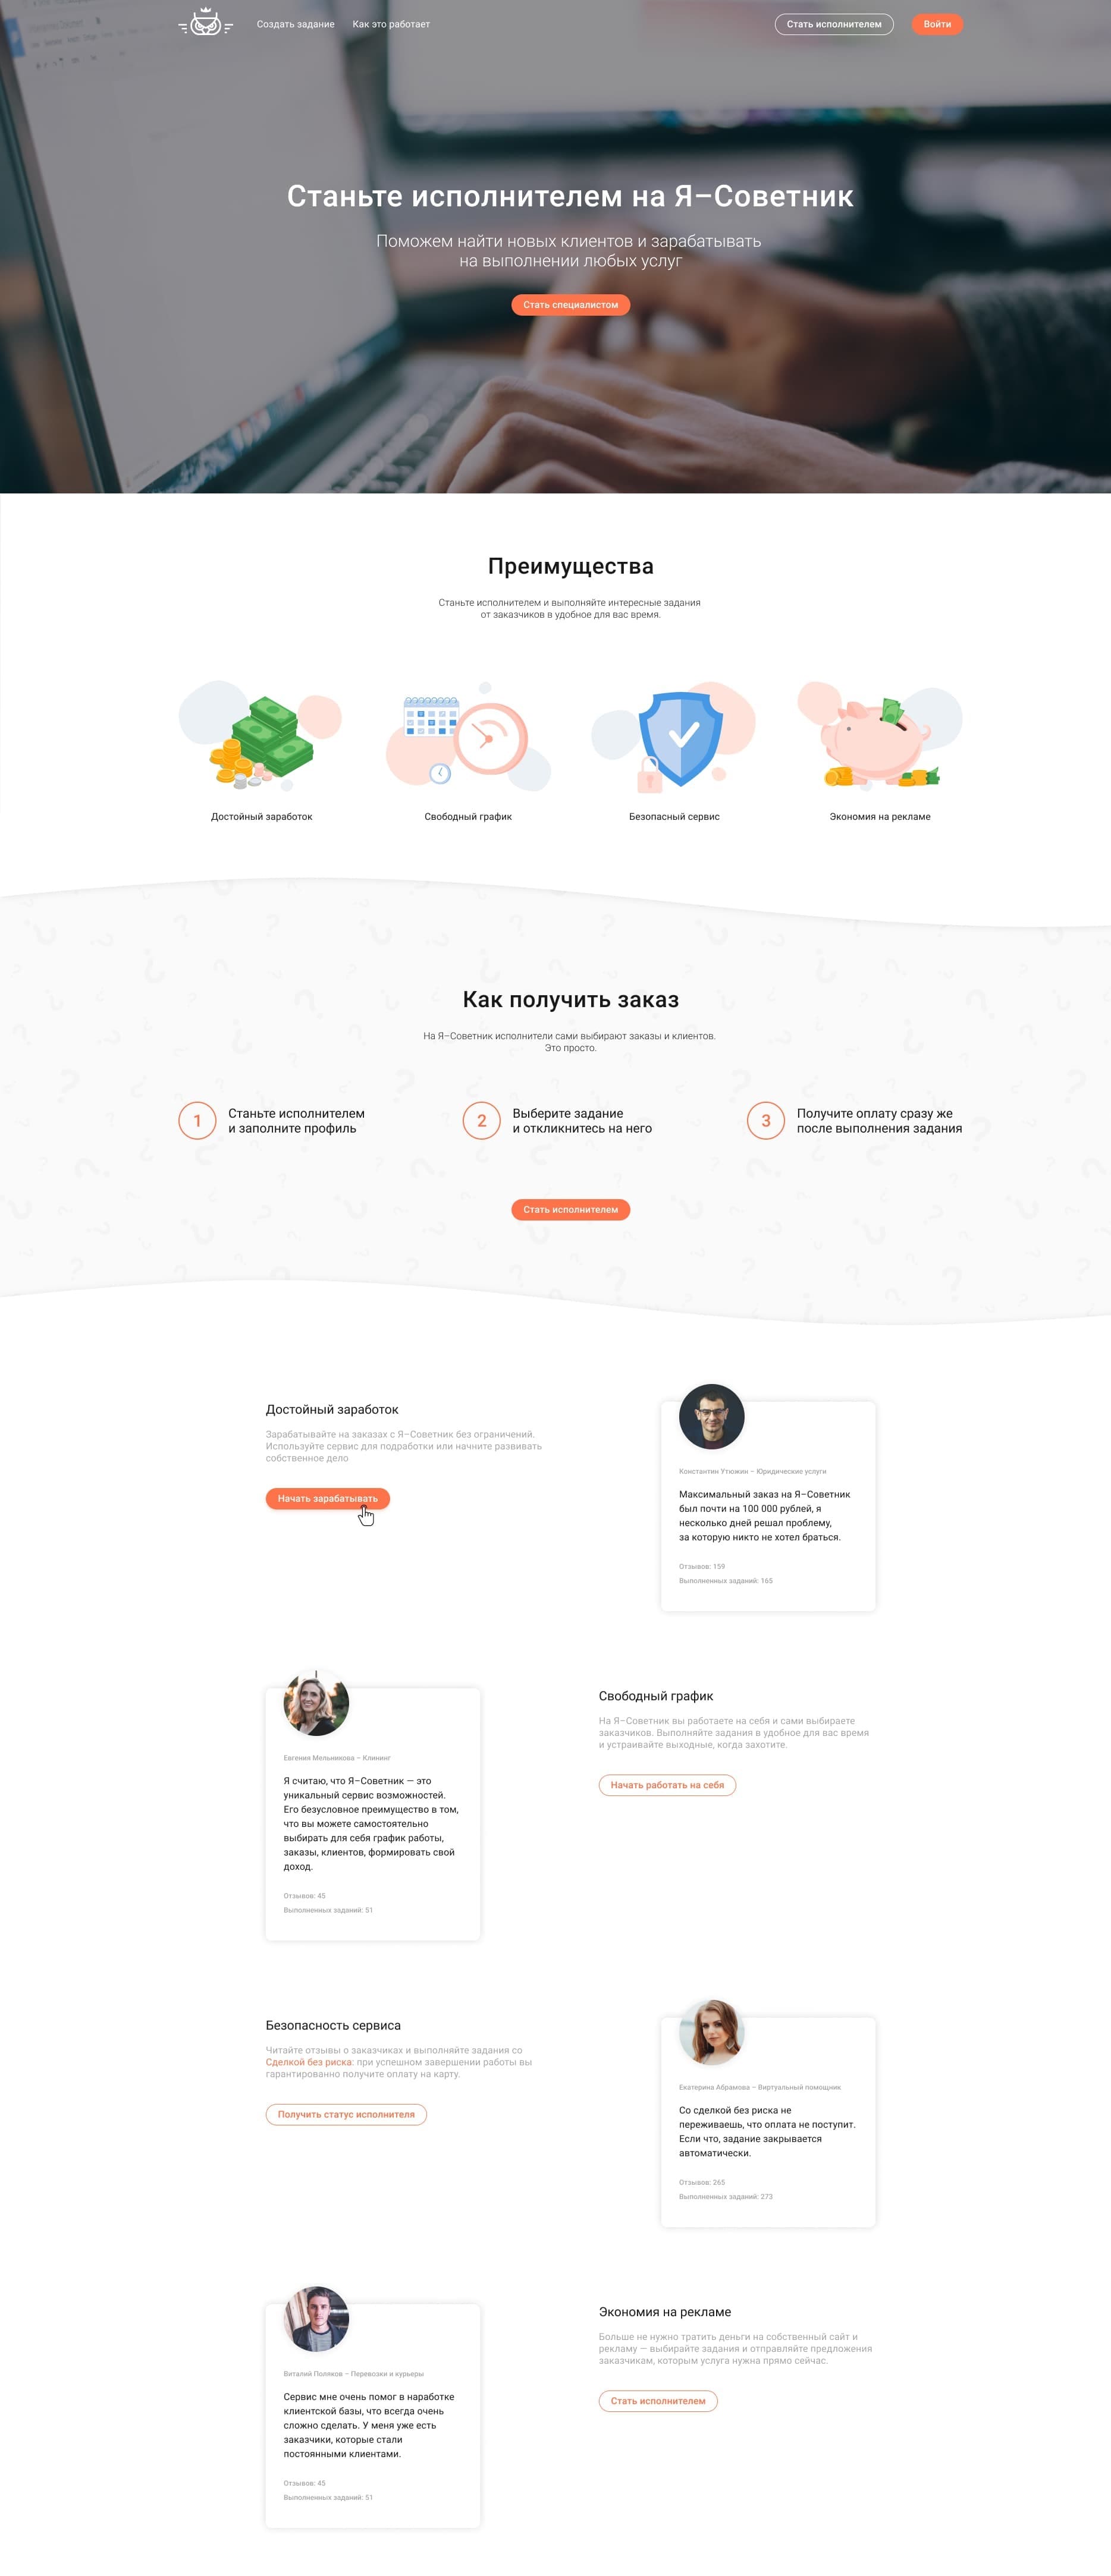 Создать задание
Как это работает
Стать исполнителем
Войти
Станьте исполнителем на Я–Советник
Поможем найти новых клиентов и зарабатывать
на выполнении любых услуг
Стать специалистом
Преимущества
Станьте исполнителем и выполняйте интересные задания
от заказчиков в удобное для вас время.
Достойный заработок
Свободный график
Безопасный сервис
Экономия на рекламе
Как получить заказ
На Я–Советник исполнители сами выбирают заказы и клиентов.
Это просто.
1
Станьте исполнителем
и заполните профиль
2
Выберите задание
и откликнитесь на него
3
Получите оплату сразу же
после выполнения задания
Стать исполнителем
Достойный заработок
Зарабатывайте на заказах с Я–Советник без ограничений.
Используйте сервис для подработки или начните развивать
собственное дело
Начать зарабатывать
Константин Утюжин – Юридические услуги
Максимальный заказ на Я–Советник
был почти на 100 000 рублей, я
несколько дней решал проблему,
за которую никто не хотел браться.
Отзывов: 159
Выполненных заданий: 165
Евгения Мельникова – Клининг
Я считаю, что Я–Советник — это
уникальный сервис возможностей.
Его безусловное преимущество в том,
что вы можете самостоятельно
выбирать для себя график работы,
заказы, клиентов, формировать свой
доход.
Отзывов: 45
Выполненных заданий: 51
Свободный график
На Я–Советник вы работаете на себя и сами выбираете
заказчиков. Выполняйте задания в удобное для вас время
и устраивайте выходные, когда захотите.
Начать работать на себя
Безопасность сервиса
Читайте отзывы о заказчиках и выполняйте задания со
Сделкой без риска: при успешном завершении работы вы
гарантированно получите оплату на карту.
Получить статус исполнителя
Екатерина Абрамова – Виртуальный помощник
Со сделкой без риска не
переживаешь, что оплата не поступит.
Если что, задание закрывается
автоматически.
Отзывов: 265
Выполненных заданий: 273
Виталий Поляков – Перевозки и курьеры
Сервис мне очень помог в наработке
клиентской базы, что всегда очень
сложно сделать. У меня уже есть
заказчики, которые стали
постоянными клиентами.
Отзывов: 45
Выполненных заданий: 51
Экономия на рекламе
Больше не нужно тратить деньги на собственный сайт и
рекламу — выбирайте задания и отправляйте предложения
заказчикам, которым услуга нужна прямо сейчас.
Стать исполнителем